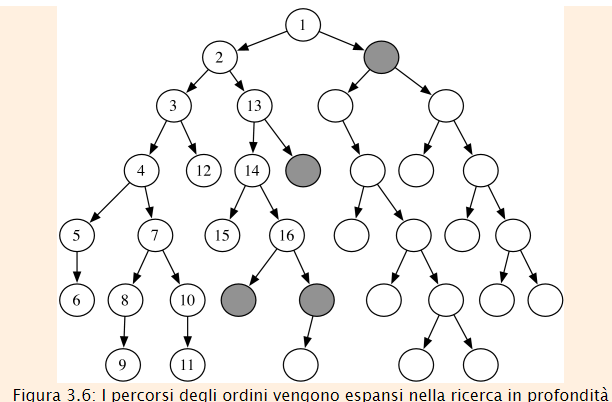 1
2
3 13
4 12 14
5 7 15 16
6 8 10
9 11
Figura 3.6: I percorsi degli ordini vengono espansi nella ricerca in profondità